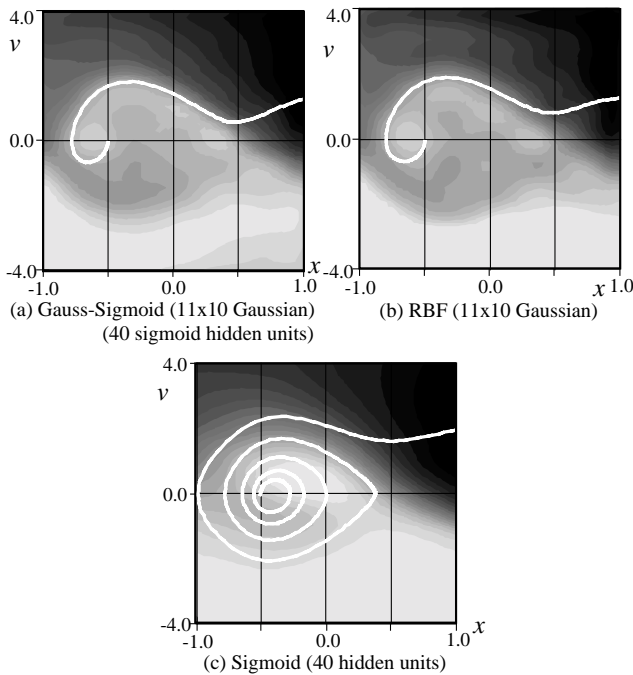 4.0
v
0.0
-4.0
-1.0 0.0 1.0
x
(a) Gauss-Sigmoid (11x10 Gaussian)
(40 sigmoid hidden units)
4.0
v
0.0
-4.0
-1.0 0.0 1.0
x
(b) RBF (11x10 Gaussian)
4.0
v
0.0
-4.0
-1.0 0.0 1.0
x
(c) Sigmoid (40 hidden units)